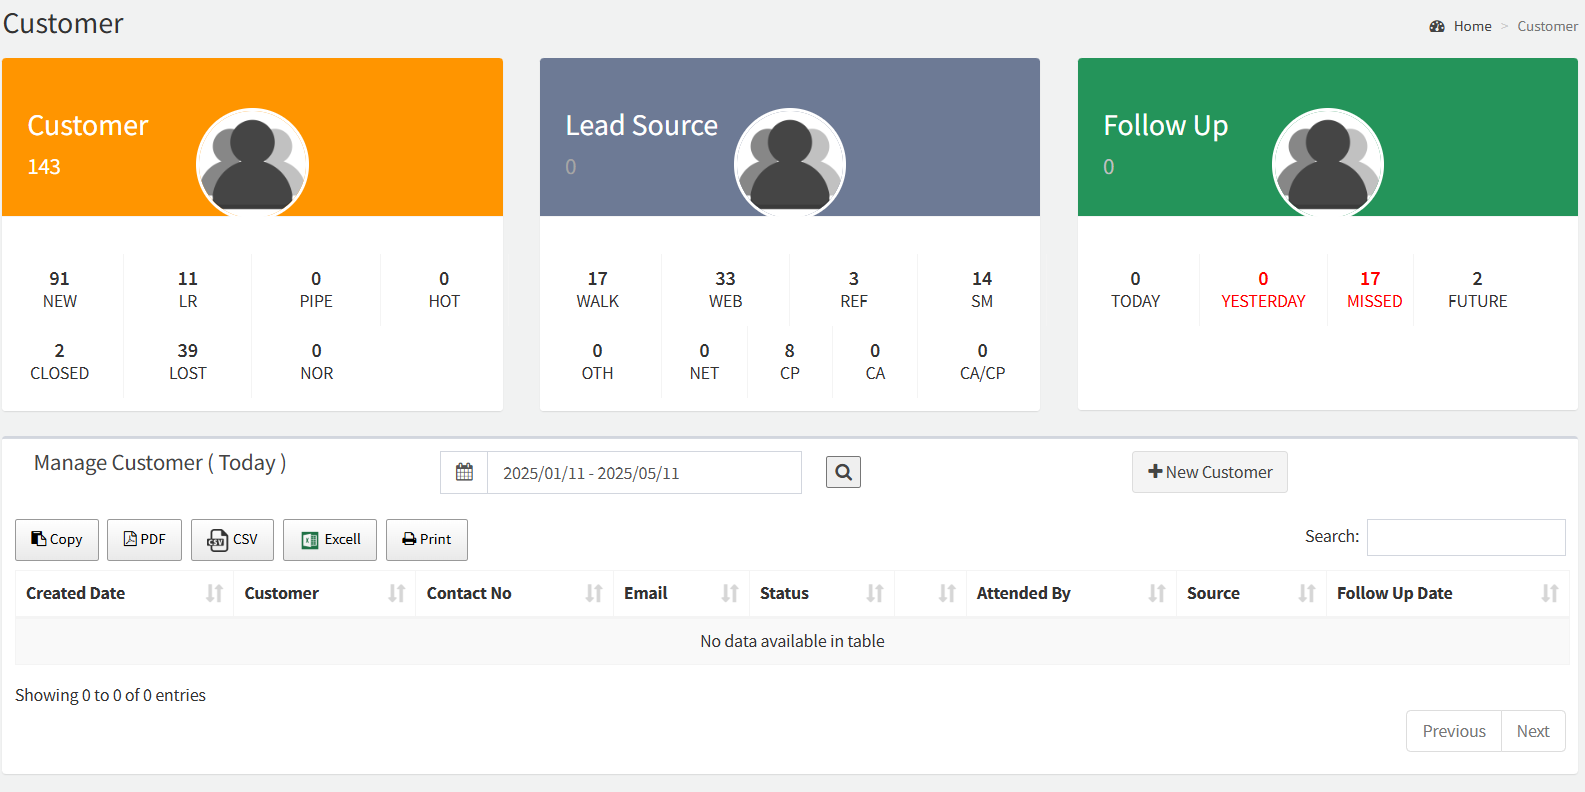 Customer
Home > Customer
Customer
143
91 NEW
11 LR
0 PIPE
0 HOT
2 CLOSED
39 LOST
0 NOR
Lead Source
0
17 WALK
33 WEB
3 REF
14 SM
0 OTH
0 NET
8 CP
0 CA
0 CA/CP
Follow Up
0
0 TODAY
0 YESTERDAY
17 MISSED
2 FUTURE
Manage Customer ( Today )
2025/01/11 - 2025/05/11
New Customer
Copy PDF CSV Excell Print
Search:
Created Date Customer Contact No Email Status Attended By Source Follow Up Date
No data available in table
Showing 0 to 0 of 0 entries
Previous Next